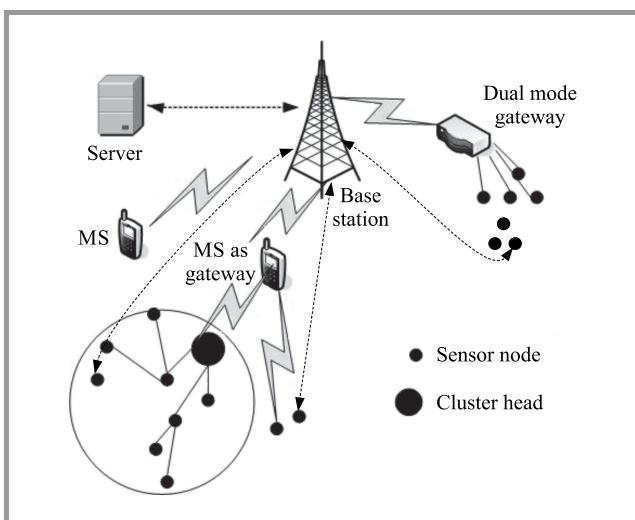 Dual mode
gateway
Server
Base
station
MS
MS as
gateway
Sensor node
Cluster head